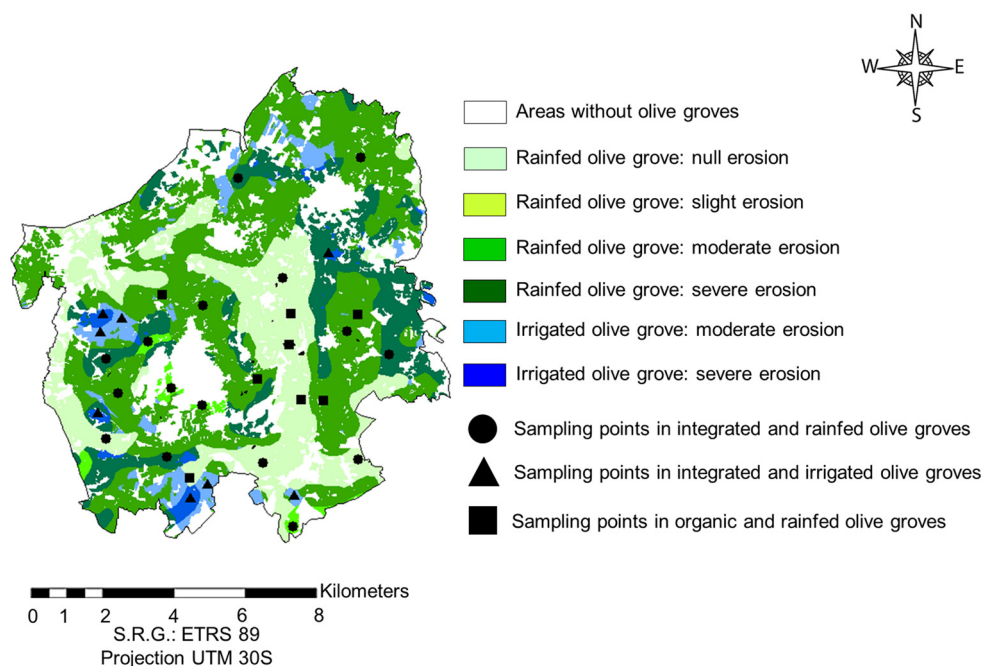 N
W E
S
Areas without olive groves
Rainfed olive grove: null erosion
Rainfed olive grove: slight erosion
Rainfed olive grove: moderate erosion
Rainfed olive grove: severe erosion
Irrigated olive grove: moderate erosion
Irrigated olive grove: severe erosion
Sampling points in integrated and rainfed olive groves
Sampling points in integrated and irrigated olive groves
Sampling points in organic and rainfed olive groves
Kilometers
0 1 2 4 6 8
S.R.G.: ETRS 89
Projection UTM 30S